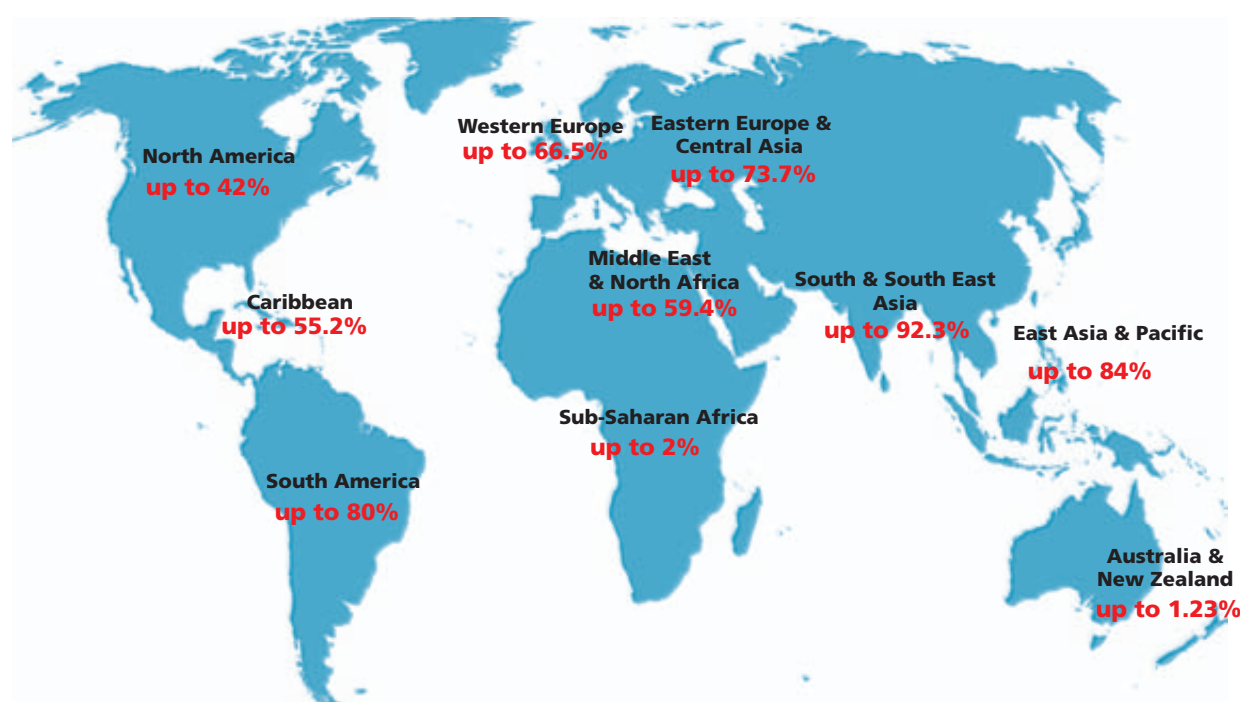 Western Europe
up to 66.5%
Eastern Europe &
Central Asia
up to 73.7%
North America
up to 42%
Middle East
& North Africa
up to 59.4%
South & South East
Asia
up to 92.3%
Caribbean
up to 55.2%
East Asia & Pacific
up to 84%
Sub-Saharan Africa
up to 2%
South America
up to 80%
Australia &
New Zealand
up to 1.23%